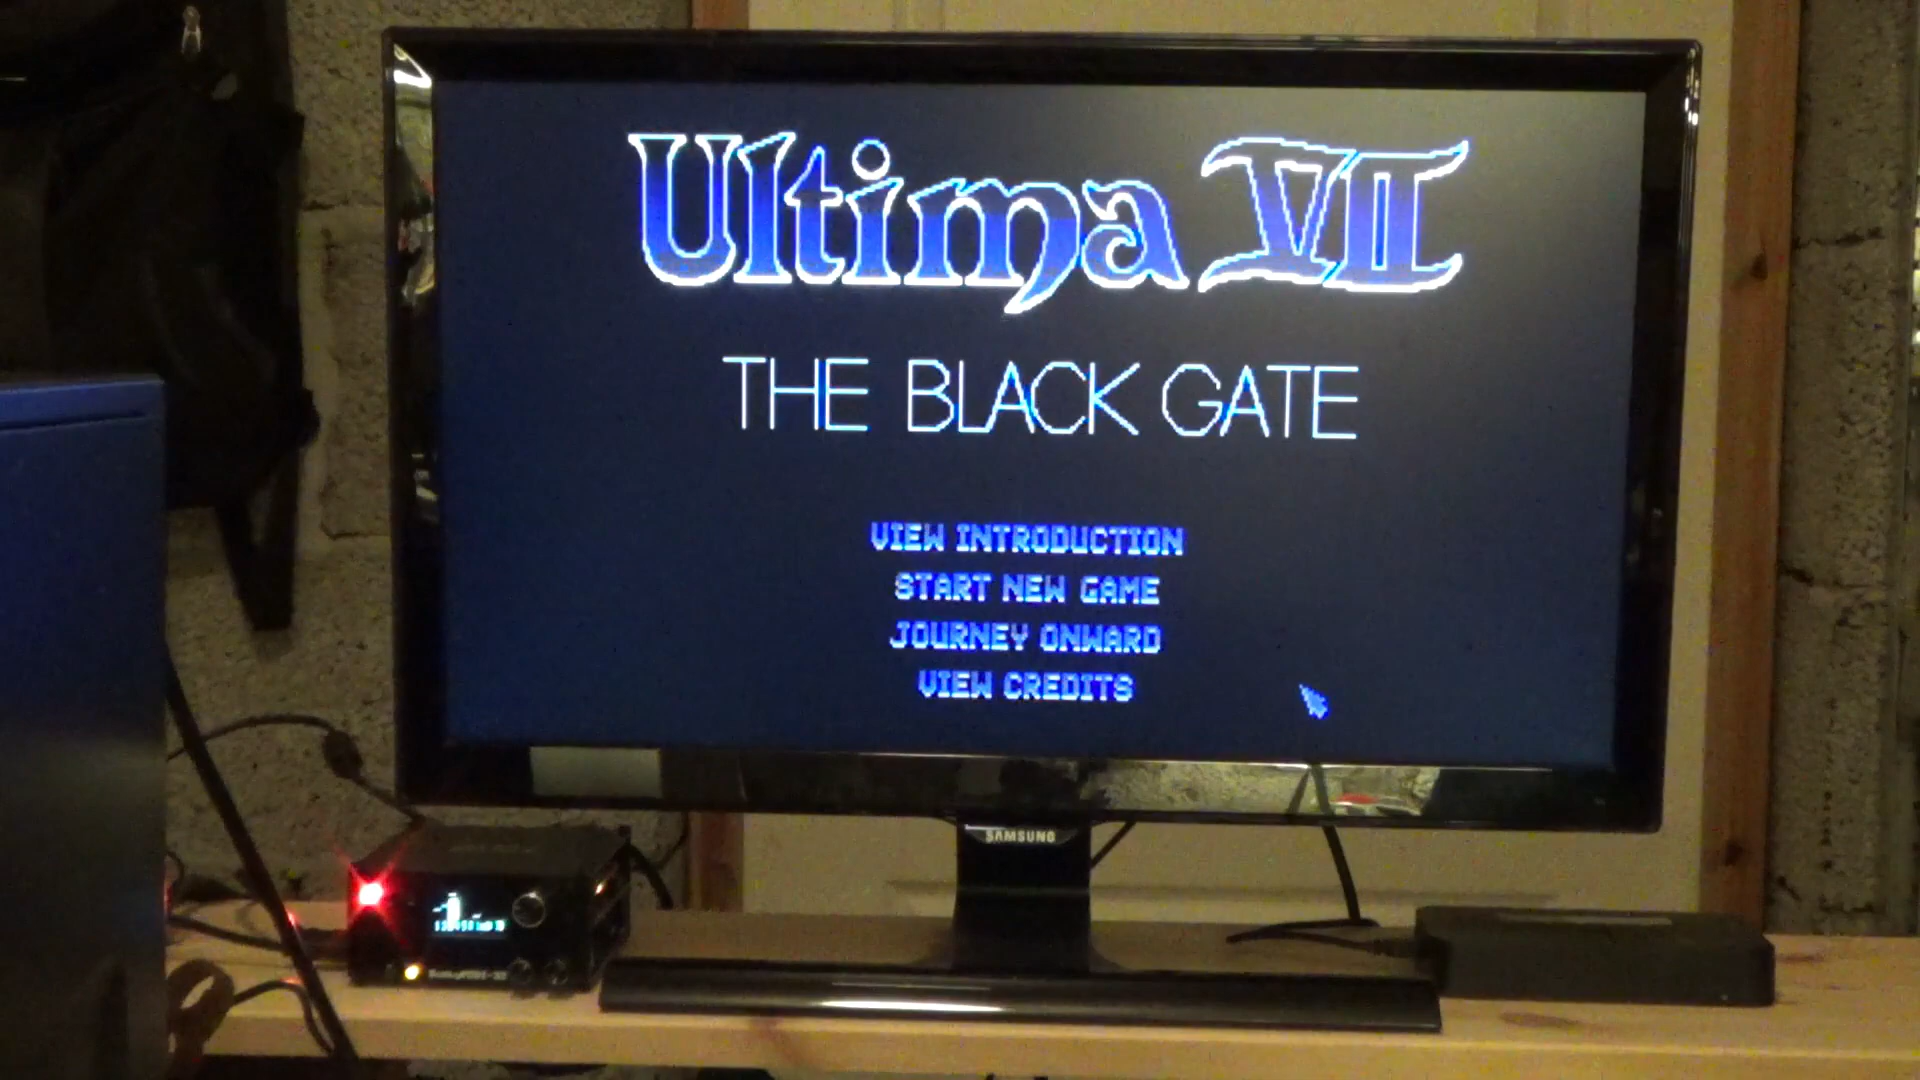 Ultima VII
THE BLACK GATE
VIEW INTRODUCTION
START NEW GAME
JOURNEY ONWARD
VIEW CREDITS
SAMSUNG